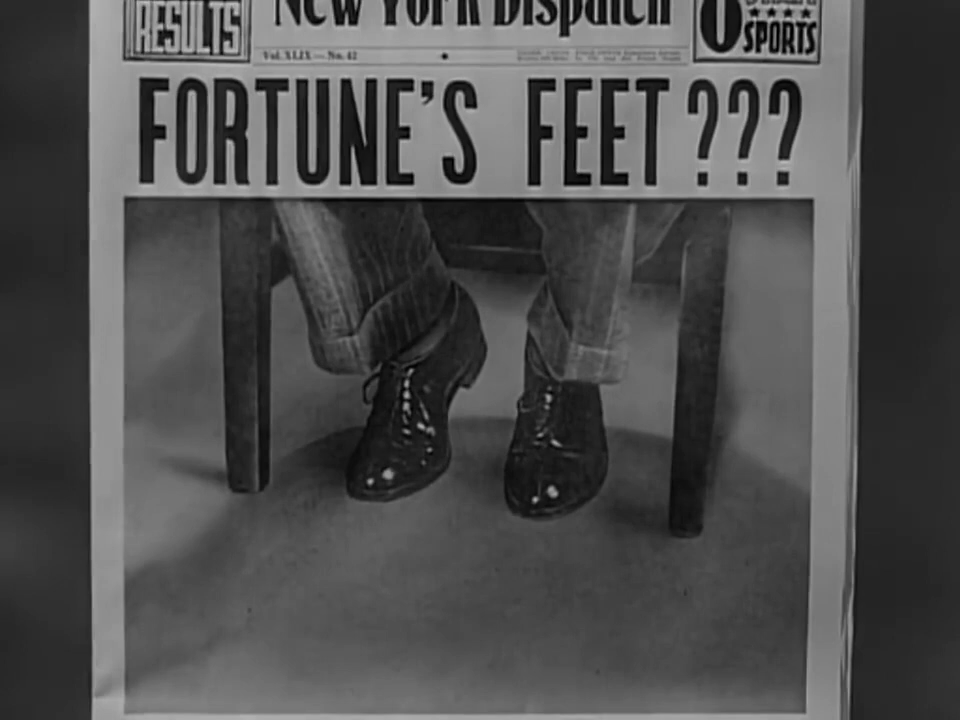 RESULTS
New York Dispatch
SPORTS
Vol. XLIX — No. 42
FORTUNE'S FEET ???